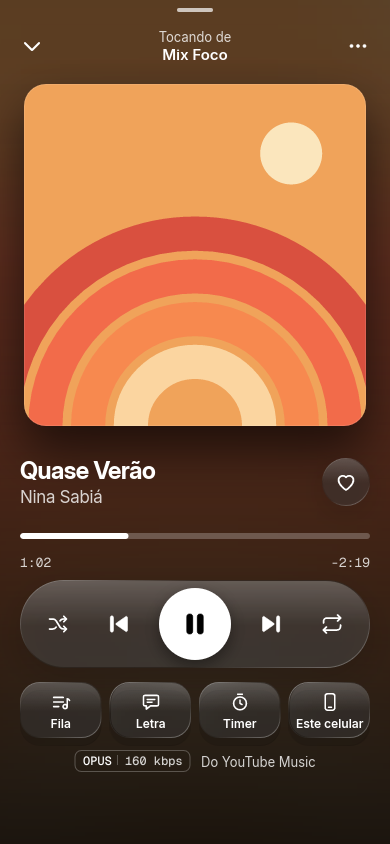 Tocando de
Mix Foco
Quase Verão
Nina Sabiá
1:02
-2:19
Fila
Letra
Timer
Este celular
OPUS 160 kbps
Do YouTube Music